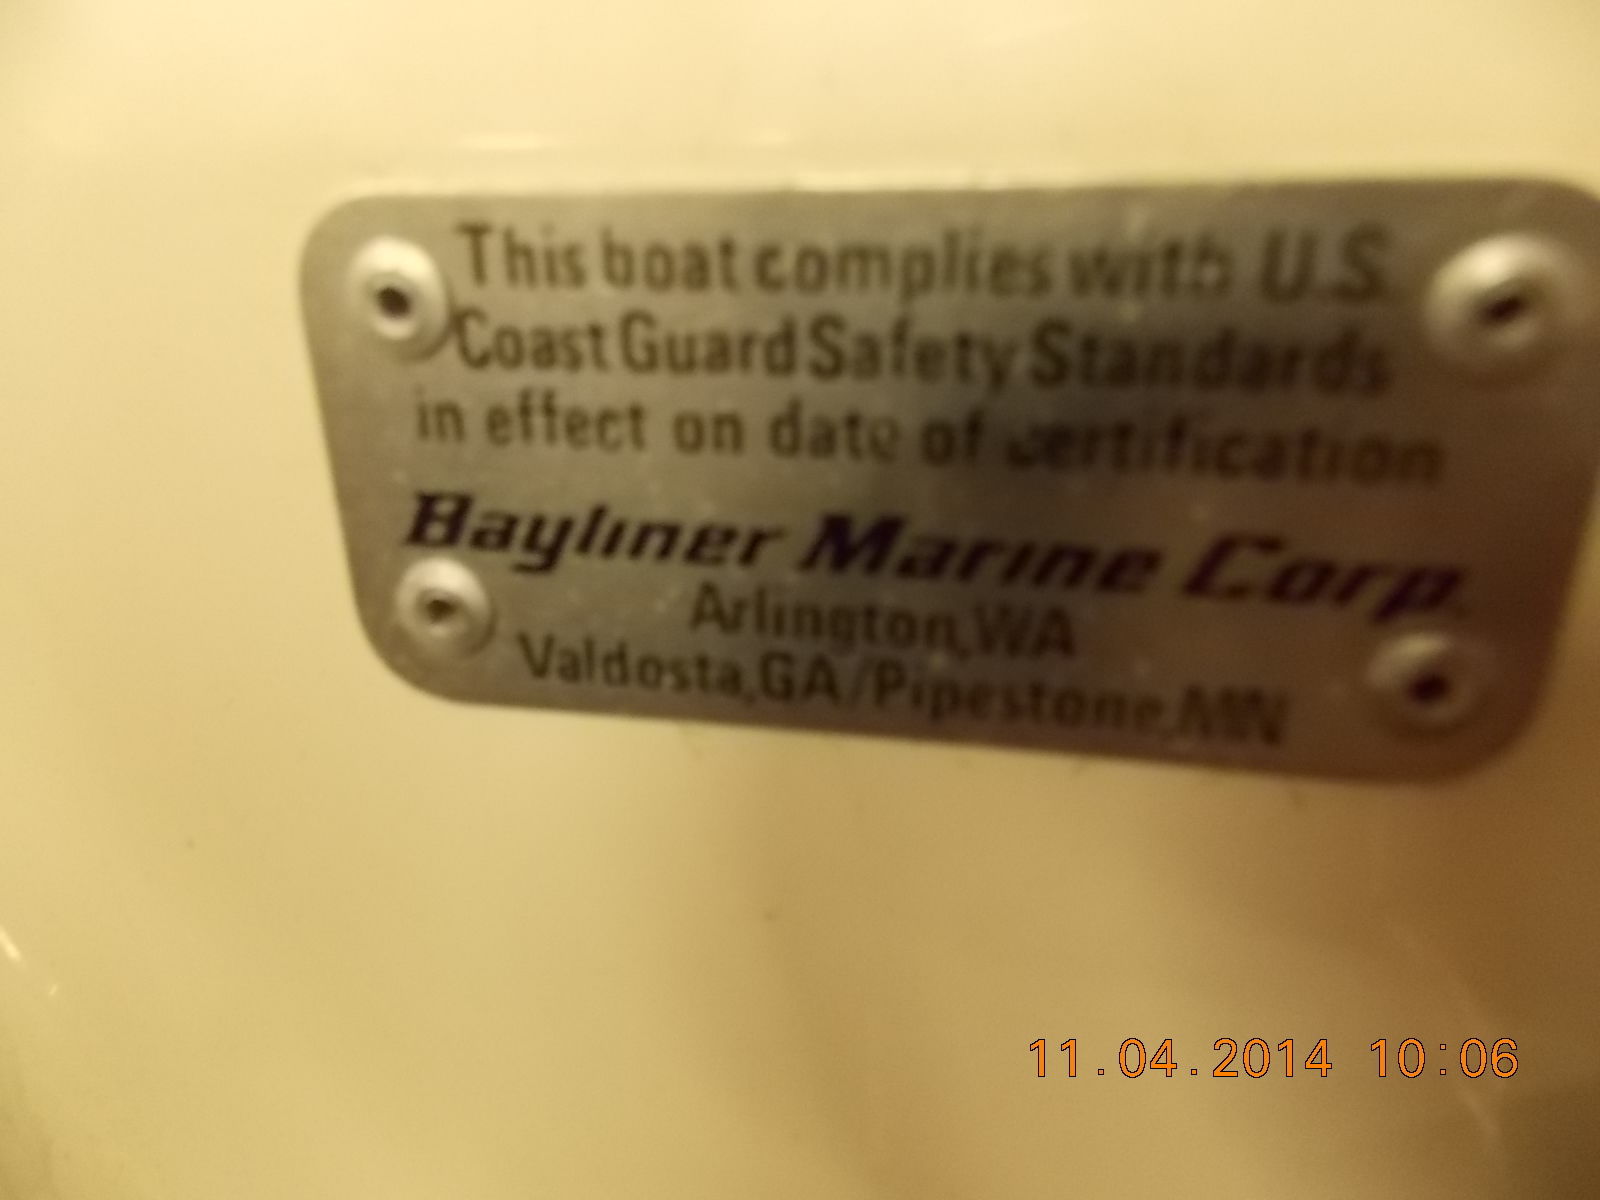 This boat complies with U.S.
Coast Guard Safety Standards
in effect on date of certification
Bayliner Marine Corp.
Arlington, WA
Valdosta, GA/Pipestone, MN
11.04.2014 10:06